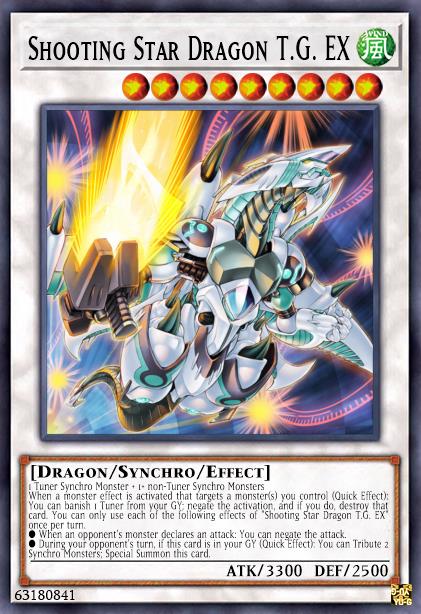 SHOOTING STAR DRAGON T.G. EX
WIND
風
[DRAGON/SYNCHRO/EFFECT]
1 Tuner Synchro Monster + 1+ non-Tuner Synchro Monsters
When a monster effect is activated that targets a monster(s) you control (Quick Effect):
You can banish 1 Tuner from your GY; negate the activation, and if you do, destroy that
card. You can only use each of the following effects of "Shooting Star Dragon T.G. EX"
once per turn.
● When an opponent's monster declares an attack: You can negate the attack.
● During your opponent's turn, if this card is in your GY (Quick Effect): You can Tribute 2
Synchro Monsters; Special Summon this card.
ATK/3300 DEF/2500
63180841